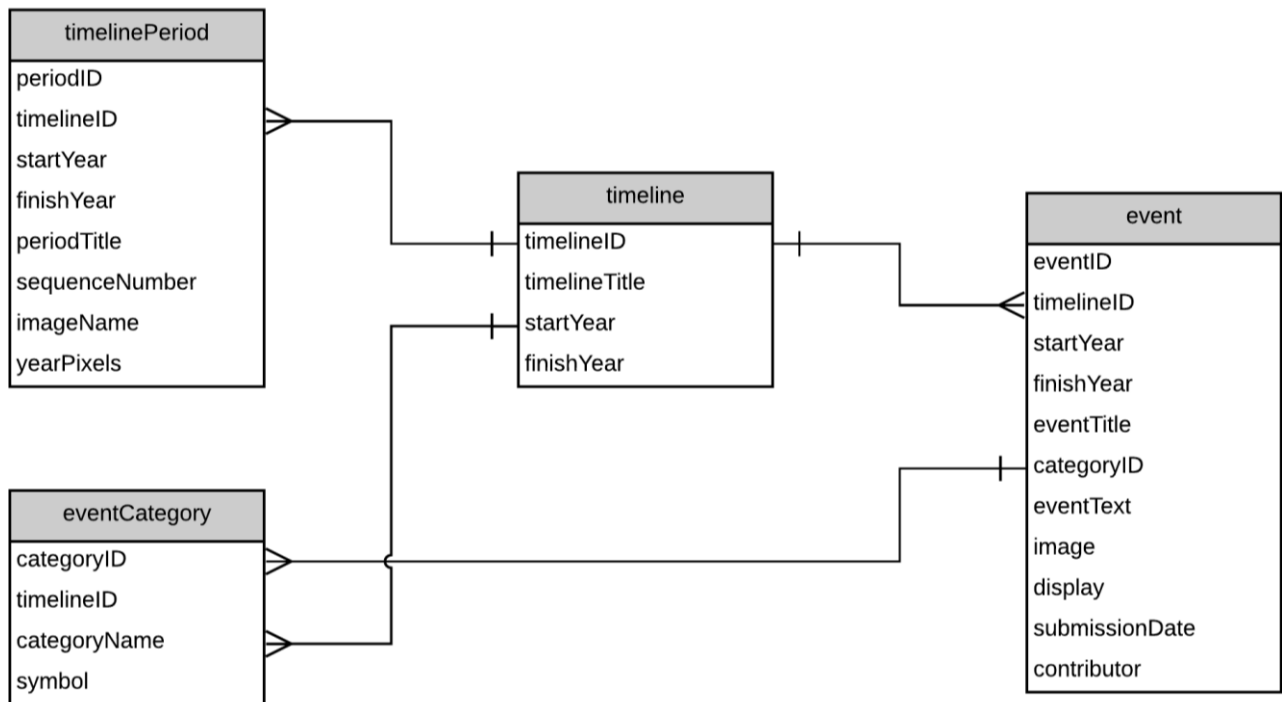 timelinePeriod
periodID
timelineID
startYear
finishYear
periodTitle
sequenceNumber
imageName
yearPixels
timeline
timelineID
timelineTitle
startYear
finishYear
event
eventID
timelineID
startYear
finishYear
eventTitle
categoryID
eventText
image
display
submissionDate
contributor
eventCategory
categoryID
timelineID
categoryName
symbol